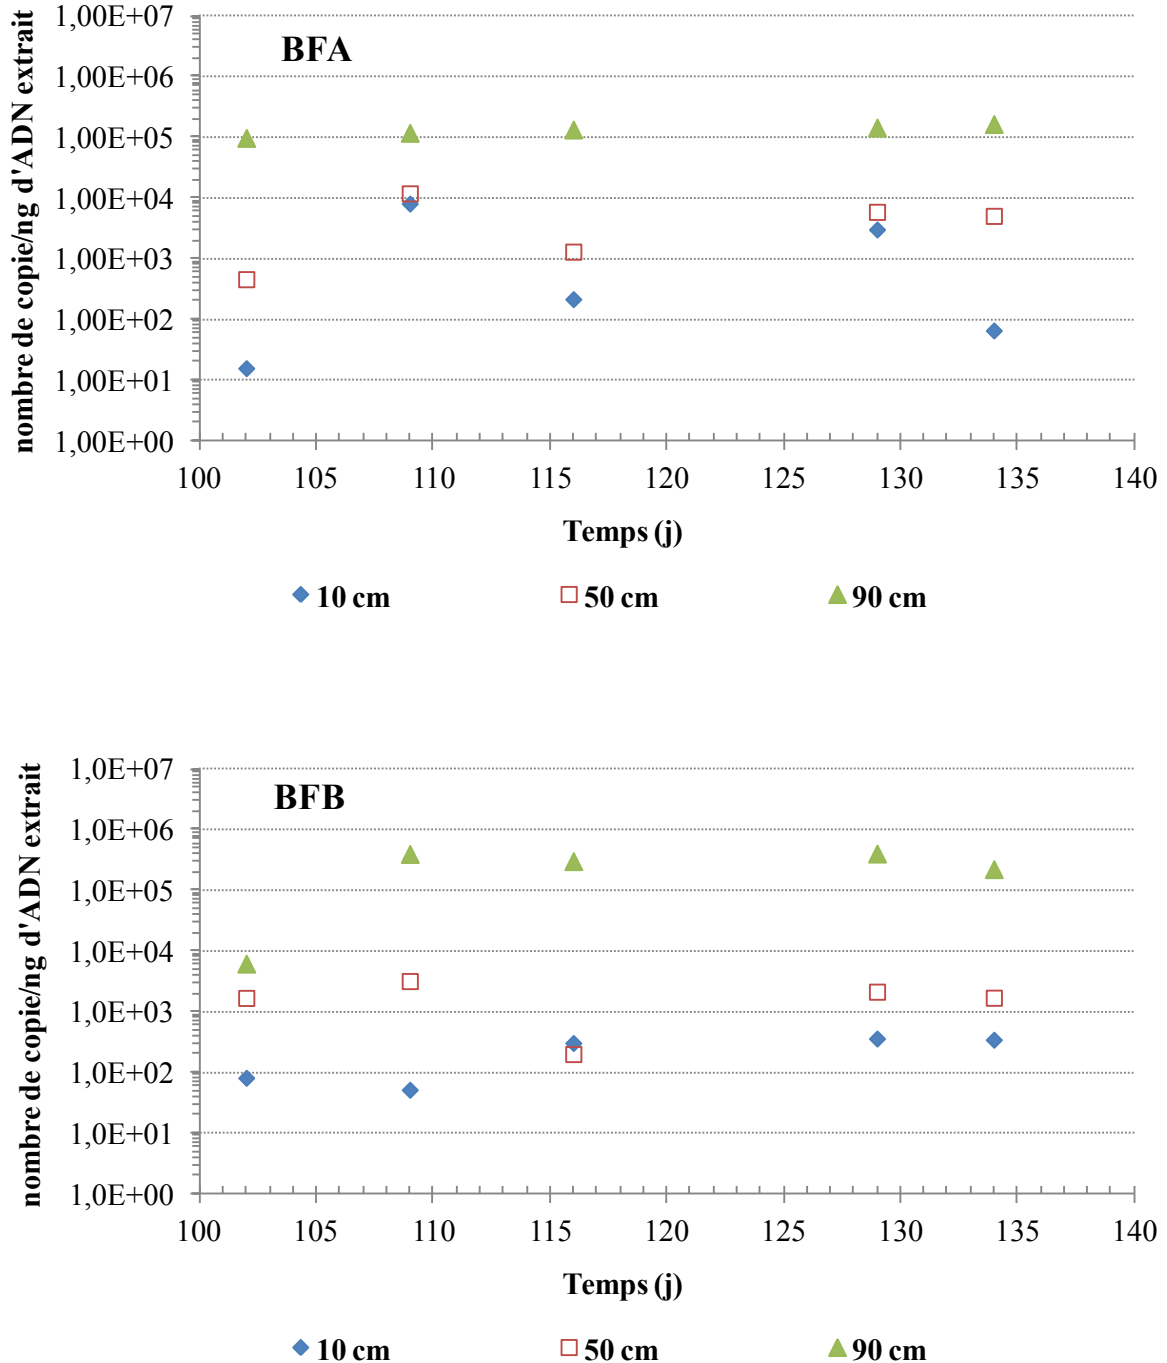 BFA
nombre de copie/ng d'ADN extrait
1,00E+07
1,00E+06
1,00E+05
1,00E+04
1,00E+03
1,00E+02
1,00E+01
1,00E+00
100 105 110 115 120 125 130 135 140
Temps (j)
10 cm 50 cm 90 cm
BFB
nombre de copie/ng d'ADN extrait
1,0E+07
1,0E+06
1,0E+05
1,0E+04
1,0E+03
1,0E+02
1,0E+01
1,0E+00
100 105 110 115 120 125 130 135 140
Temps (j)
10 cm 50 cm 90 cm